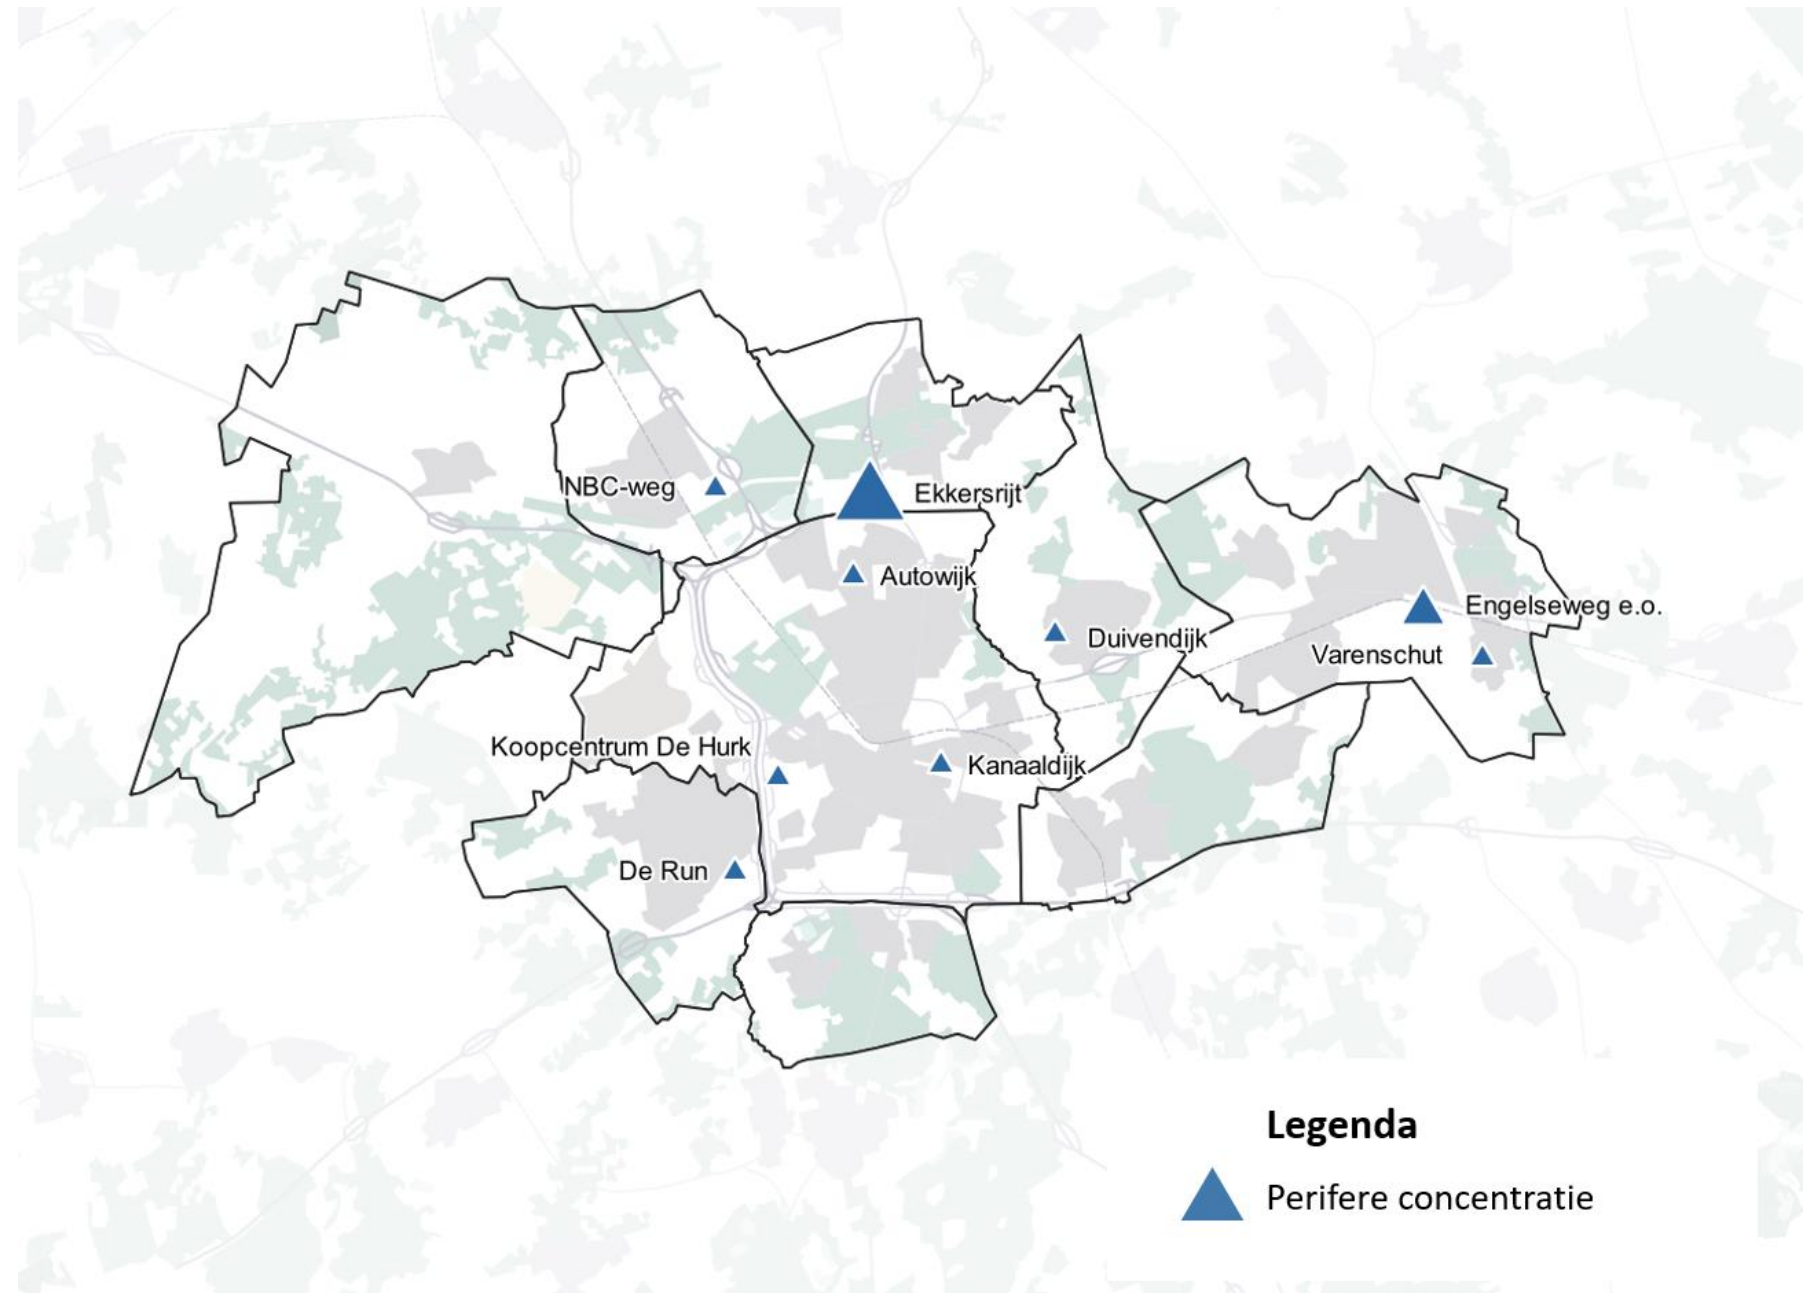 NBC-weg
Ekkersrijt
Autowijk
Engelseweg e.o.
Duivendijk
Varenschut
Koopcentrum De Hurk
Kanaaldijk
De Run
Legenda
Perifere concentratie